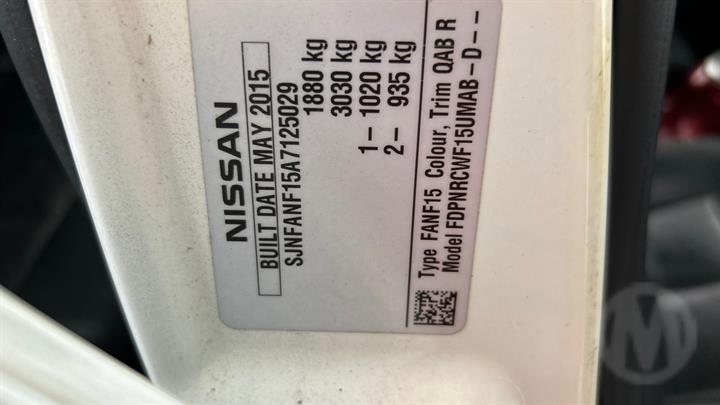 NISSAN
BUILT DATE MAY 2015
SJNFANF15A7125029
1880 kg
3030 kg
1– 1020 kg
2– 935 kg
Type FANF15 Colour, Trim QAB R
Model FDPNRCWF15UMAB–D––
M